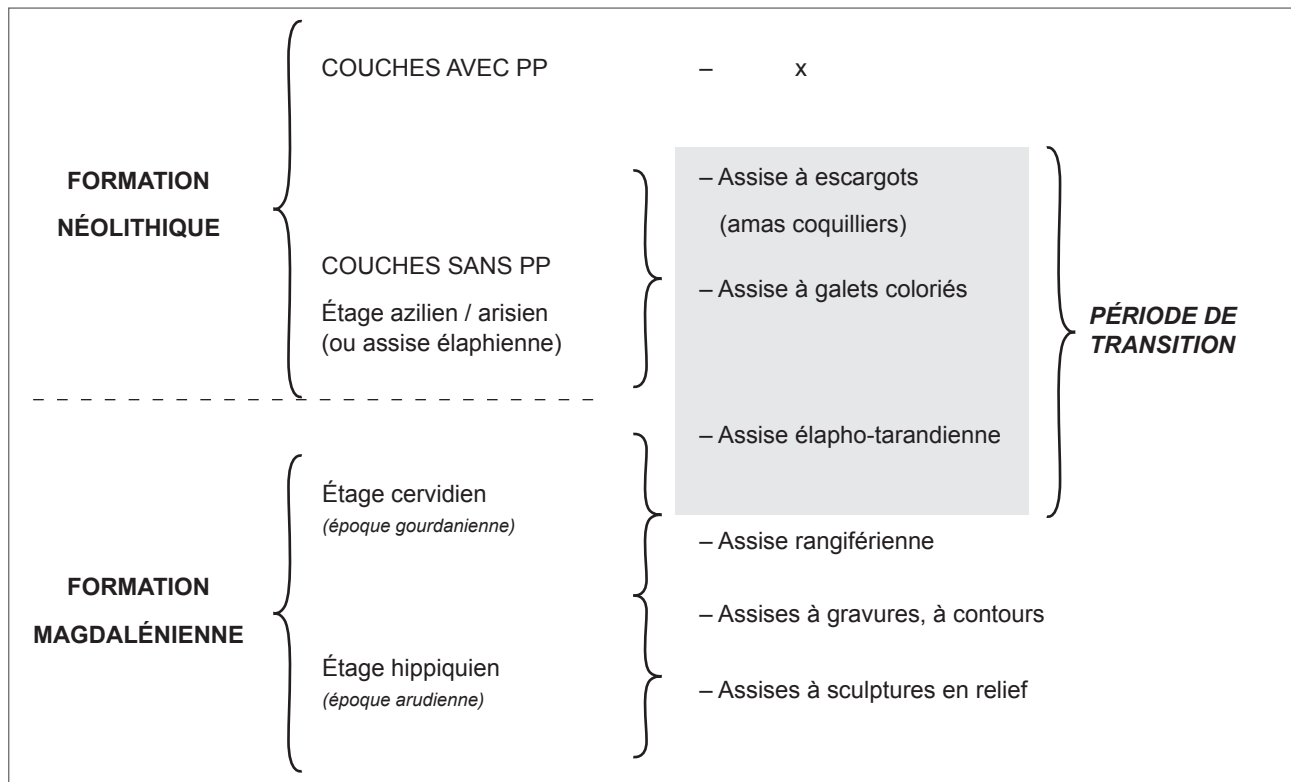 COUCHES AVEC PP – x
FORMATION
NÉOLITHIQUE
COUCHES SANS PP
Étage azilien / arisien
(ou assise élaphienne)
– Assise à escargots
(amas coquilliers)
– Assise à galets coloriés
– Assise élapho-tarandienne
PÉRIODE DE
TRANSITION
FORMATION
MAGDALÉNIENNE
Étage cervidien
(époque gourdanienne)
Étage hippiquien
(époque arudienne)
– Assise rangiférienne
– Assises à gravures, à contours
– Assises à sculptures en relief